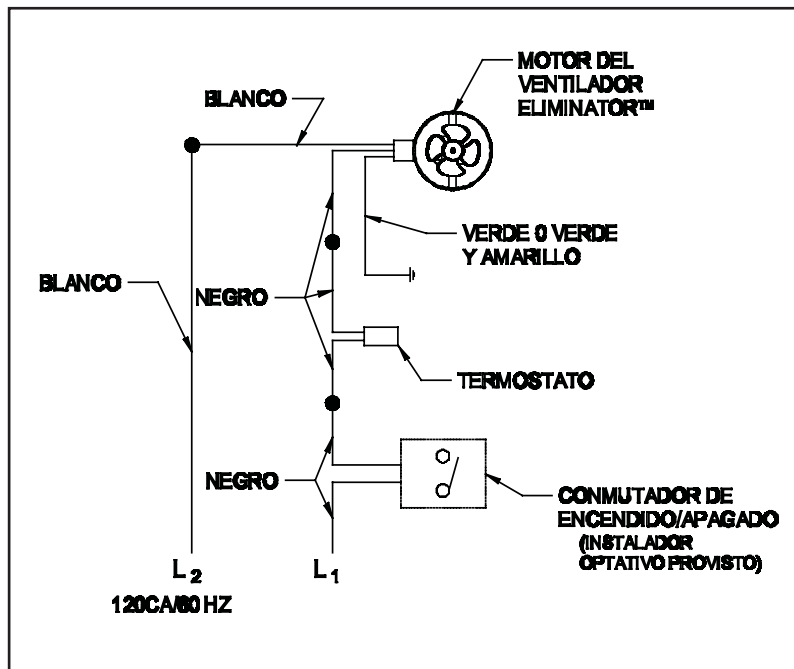 MOTOR DEL
VENTILADOR
ELIMINATOR™
BLANCO
VERDE 0 VERDE
Y AMARILLO
BLANCO
NEGRO
TERMOSTATO
NEGRO
CONMUTADOR DE
ENCENDIDO/APAGADO
(INSTALADOR
OPTATIVO PROVISTO)
L2
L1
120CA/60 HZ